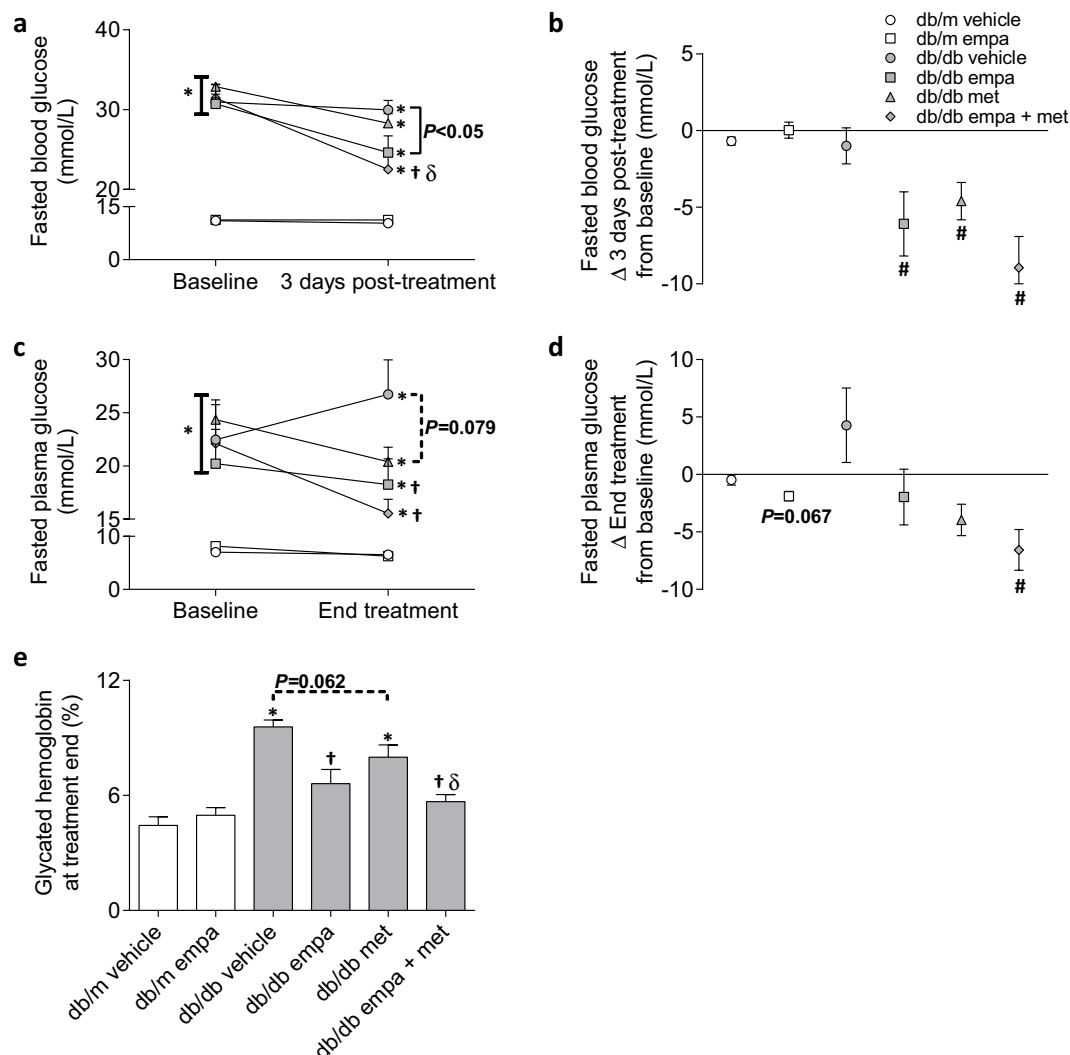 a
Fasted blood glucose
(mmol/L)
40
30
20
15
0
*
*
*
*
* † δ
P<0.05
Baseline
3 days post-treatment
b
Fasted blood glucose
Δ 3 days post-treatment
from baseline (mmol/L)
5
0
-5
-10
#
#
#
db/m vehicle
db/m empa
db/db vehicle
db/db empa
db/db met
db/db empa + met
c
Fasted plasma glucose
(mmol/L)
30
25
20
15
10
0
*
*
*
* †
* †
P=0.079
Baseline
End treatment
d
Fasted plasma glucose
Δ End treatment
from baseline (mmol/L)
10
5
0
-5
-10
P=0.067
#
e
Glycated hemoglobin
at treatment end (%)
12
6
0
P=0.062
*
†
*
† δ
db/m vehicle
db/m empa
db/db vehicle
db/db empa
db/db met
db/db empa + met